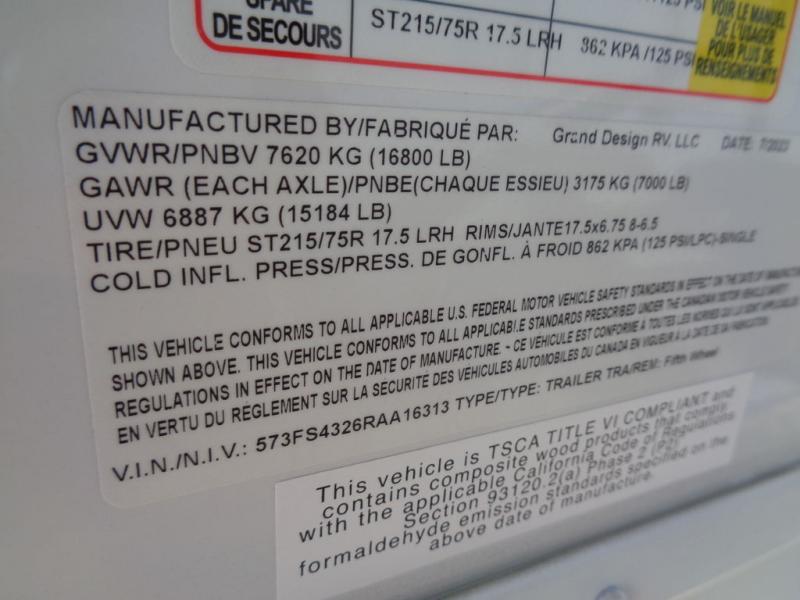 SPARE
DE SECOURS
ST215/75R 17.5 LRH
862 KPA /125 PSI
VOIR LE MANUEL
DE L'USAGER
POUR PLUS DE
RENSEIGNEMENTS
MANUFACTURED BY/FABRIQUÉ PAR: Grand Design RV, LLC DATE: 7/2023
GVWR/PNBV 7620 KG (16800 LB)
GAWR (EACH AXLE)/PNBE(CHAQUE ESSIEU) 3175 KG (7000 LB)
UVW 6887 KG (15184 LB)
TIRE/PNEU ST215/75R 17.5 LRH RIMS/JANTE17.5x6.75 8-6.5
COLD INFL. PRESS/PRESS. DE GONFL. À FROID 862 KPA (125 PSI/LPC)-SINGLE
THIS VEHICLE CONFORMS TO ALL APPLICABLE U.S. FEDERAL MOTOR VEHICLE SAFETY STANDARDS IN EFFECT ON THE DATE OF MANUFACTURE
SHOWN ABOVE. THIS VEHICLE CONFORMS TO ALL APPLICABLE STANDARDS PRESCRIBED UNDER THE CANADIAN MOTOR VEHICLE SAFETY
REGULATIONS IN EFFECT ON THE DATE OF MANUFACTURE. - CE VÉHICULE EST CONFORME À TOUTES LES NORMES QUI LUI SONT APPLICABLES
EN VERTU DU RÈGLEMENT SUR LA SÉCURITÉ DES VÉHICULES AUTOMOBILES DU CANADA EN VIGUEUR À LA DATE DE SA FABRICATION.
V.I.N./N.I.V.: 573FS4326RAA16313 TYPE/TYPE: TRAILER TRA/REM: Fifth Wheel
This vehicle is TSCA TITLE VI COMPLIANT and
contains composite wood products that comply
with the applicable California Code of Regulations
Section 93120.2(a) Phase 2 (P2)
formaldehyde emission standards specified on the
above date of manufacture.